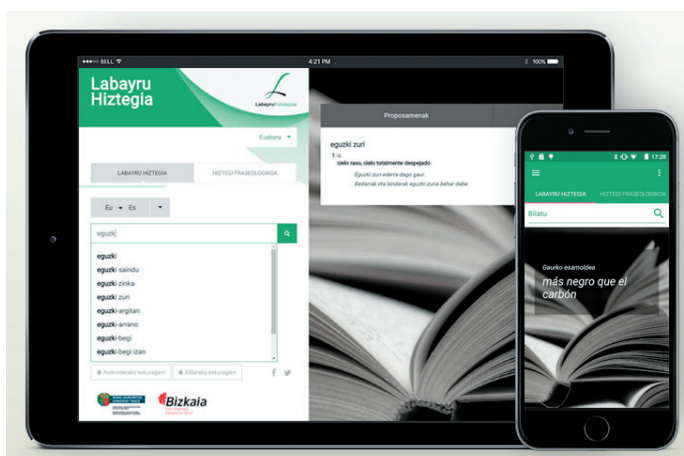 BELL
4:21 PM
100%
Labayru
Hiztegia
Labayru Fundazioa
Euskera
LABAYRU HIZTEGIA
HIZTEGI FRASEOLOGIKOA
Eu → Es
eguzki
eguzki
eguzki saindu
eguzki zinka
eguzki zuri
eguzki-argitan
eguzki-arrano
eguzki-begi
eguzki-begi izan
Androiderako eskuragarri
iOSerako eskuragarri
Bizkaia
Proposamenak
eguzki zuri
1 iz.
cielo raso, cielo totalmente despejado.
Eguzki zuri ederra dago gaur.
Bedarrak eta landarak eguzki zuria behar dabe.
17:28
LABAYRU HIZTEGIA
HIZTEGI FRASEOLOGIKOA
Bilatu
Gaurko esamoldea
más negro que el
carbón